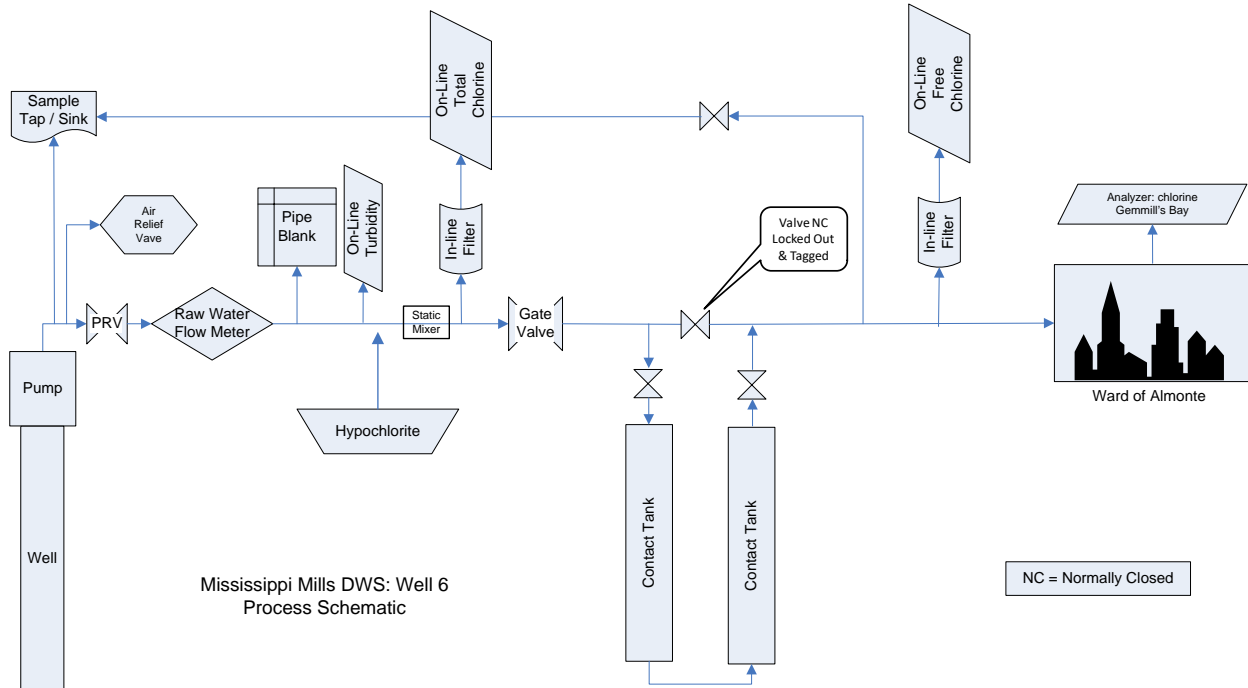 On-Line
Total
Chlorine
On-Line
Free
Chlorine
Sample
Tap / Sink
Air
Relief
Vave
Pipe
Blank
On-Line
Turbidity
In-line
Filter
Valve NC
Locked Out
& Tagged
In-line
Filter
Analyzer: chlorine
Gemmill's Bay
PRV
Raw Water
Flow Meter
Static
Mixer
Gate
Valve
Pump
Hypochlorite
Ward of Almonte
Well
Contact Tank
Contact Tank
Mississippi Mills DWS: Well 6
Process Schematic
NC = Normally Closed